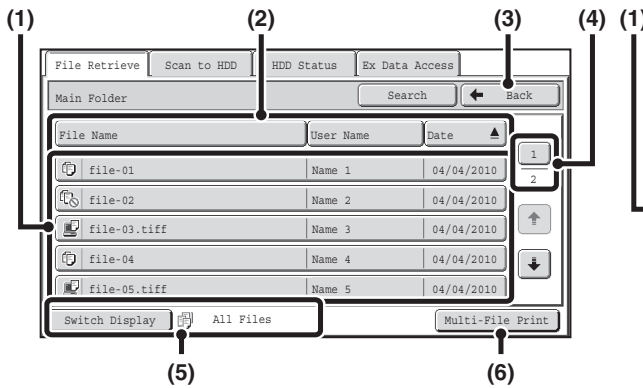 (1) (2) (3) (4) (1)
File Retrieve Scan to HDD HDD Status Ex Data Access
Main Folder Search Back
File Name User Name Date
file-01 Name 1 04/04/2010
file-02 Name 2 04/04/2010
file-03.tiff Name 3 04/04/2010
file-04 Name 4 04/04/2010
file-05.tiff Name 5 04/04/2010
1
2
Switch Display All Files Multi-File Print
(5) (6)